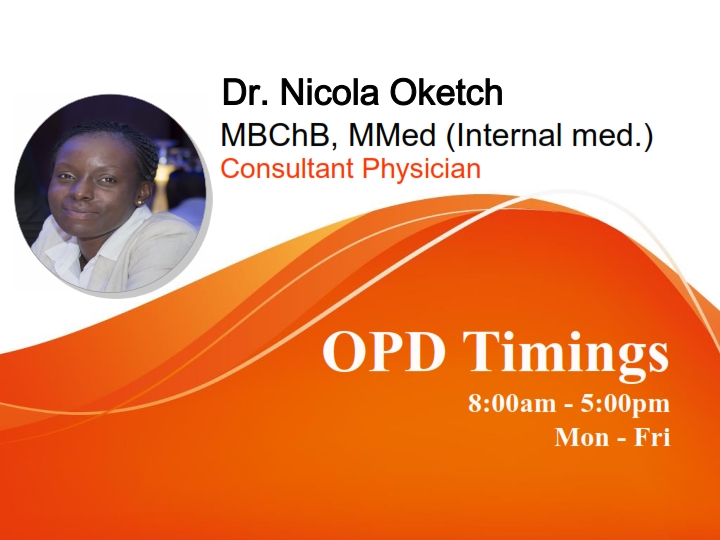 Dr. Nicola Oketch
MBChB, MMed (Internal med.)
Consultant Physician
OPD Timings
8:00am - 5:00pm
Mon - Fri